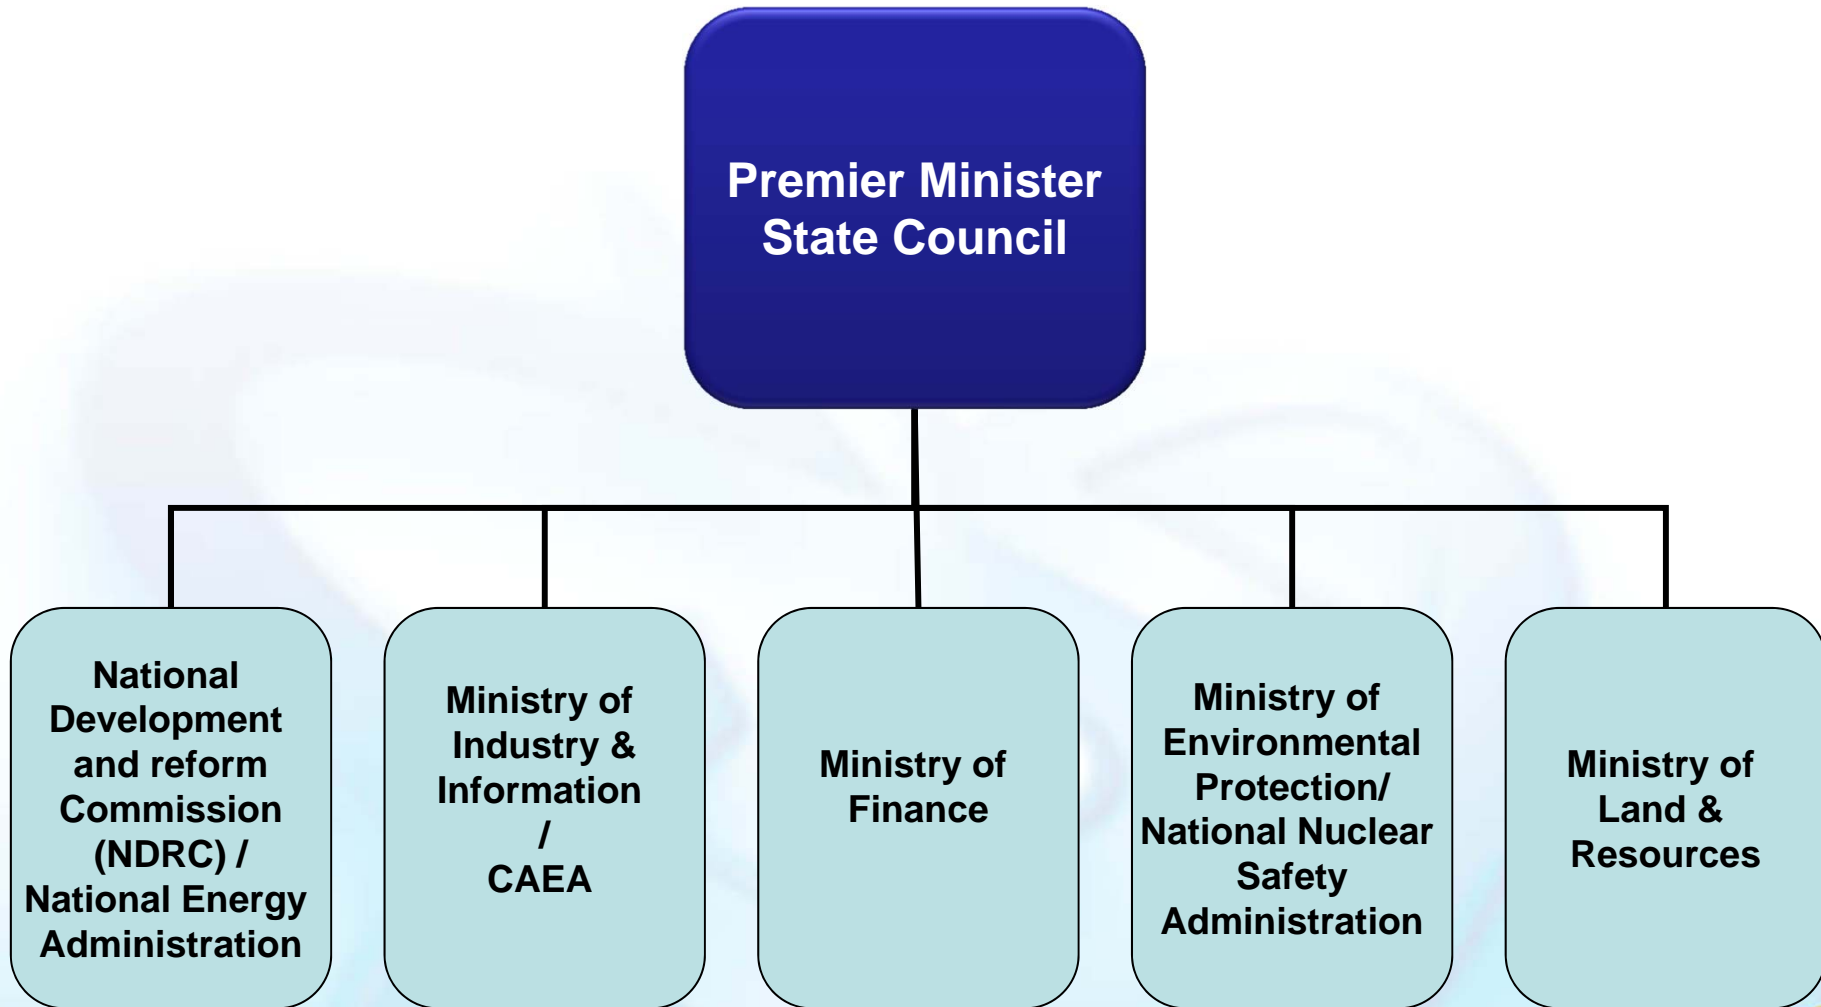 Premier Minister
State Council
National
Development
and reform
Commission
(NDRC) /
National Energy
Administration
Ministry of
Industry &
Information
/
CAEA
Ministry of
Finance
Ministry of
Environmental
Protection/
National Nuclear
Safety
Administration
Ministry of
Land &
Resources